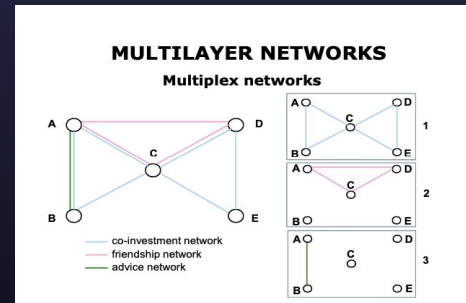 MULTILAYER NETWORKS
Multiplex networks
A D
C
B E
co-investment network
friendship network
advice network
A D
C
B E
1
A D
C
B E
2
A D
C
B E
3